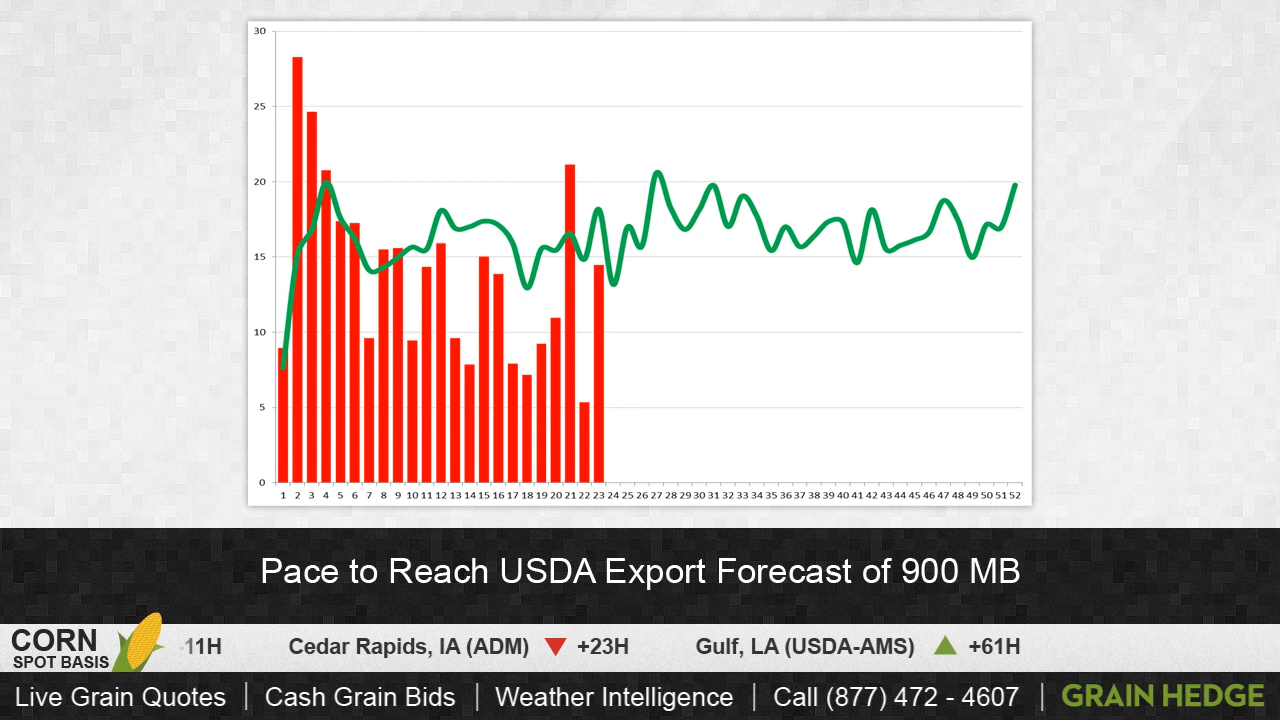 30
25
20
15
10
5
0
1 2 3 4 5 6 7 8 9 10 11 12 13 14 15 16 17 18 19 20 21 22 23 24 25 26 27 28 29 30 31 32 33 34 35 36 37 38 39 40 41 42 43 44 45 46 47 48 49 50 51 52
Pace to Reach USDA Export Forecast of 900 MB
CORN
SPOT BASIS
-11H Cedar Rapids, IA (ADM) +23H Gulf, LA (USDA-AMS) +61H
Live Grain Quotes | Cash Grain Bids | Weather Intelligence | Call (877) 472 - 4607 | GRAIN HEDGE